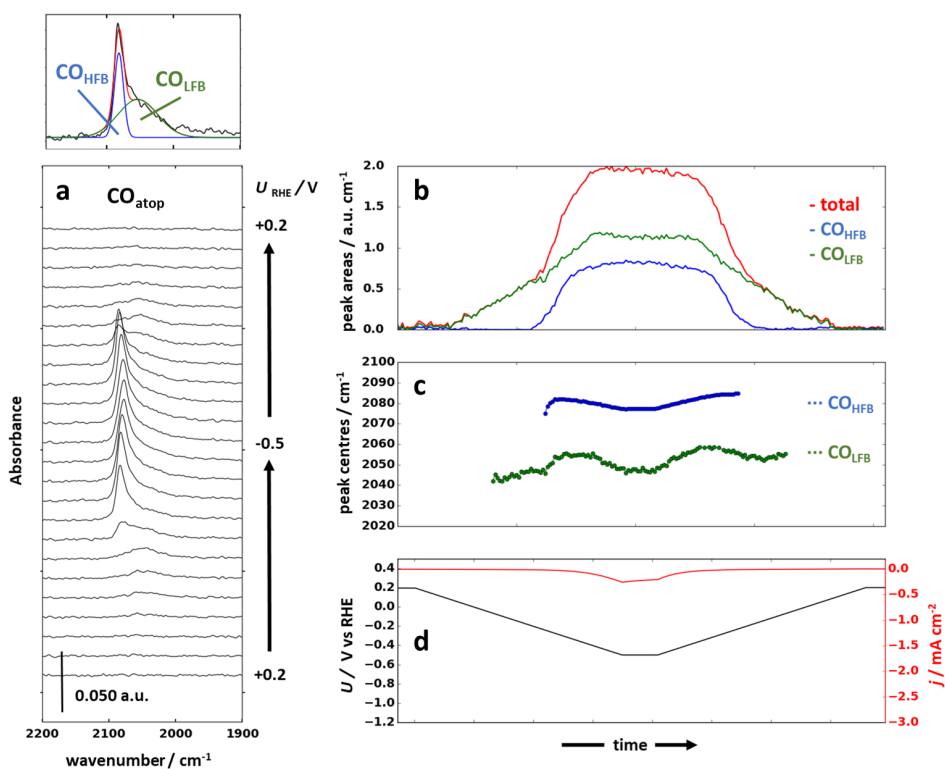 CO_HFB
CO_LFB
a
CO_atop
U_RHE / V
+0.2
-0.5
+0.2
0.050 a.u.
Absorbance
2200 2100 2000 1900
wavenumber / cm⁻¹
b
2.0
1.5
1.0
0.5
0.0
peak areas / a.u. cm⁻¹
- total
- CO_HFB
- CO_LFB
c
2100
2090
2080
2070
2060
2050
2040
2030
2020
peak centres / cm⁻¹
··· CO_HFB
··· CO_LFB
d
0.4
0.2
0.0
−0.2
−0.4
−0.6
−0.8
−1.0
−1.2
U / V vs RHE
0.0
−0.5
−1.0
−1.5
−2.0
−2.5
−3.0
j / mA cm⁻²
time